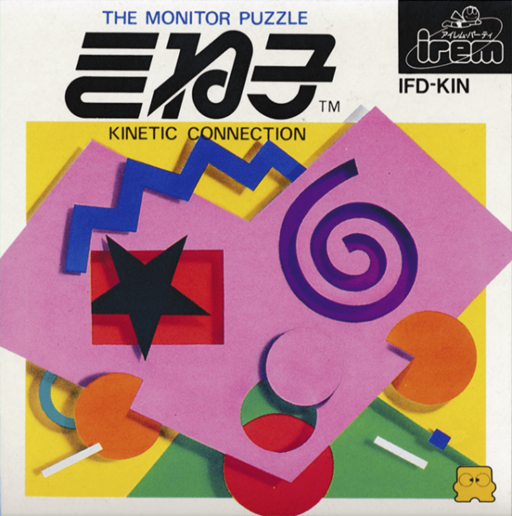 THE MONITOR PUZZLE
きね子
TM
KINETIC CONNECTION
アイレム・パーティ
irem
IFD-KIN